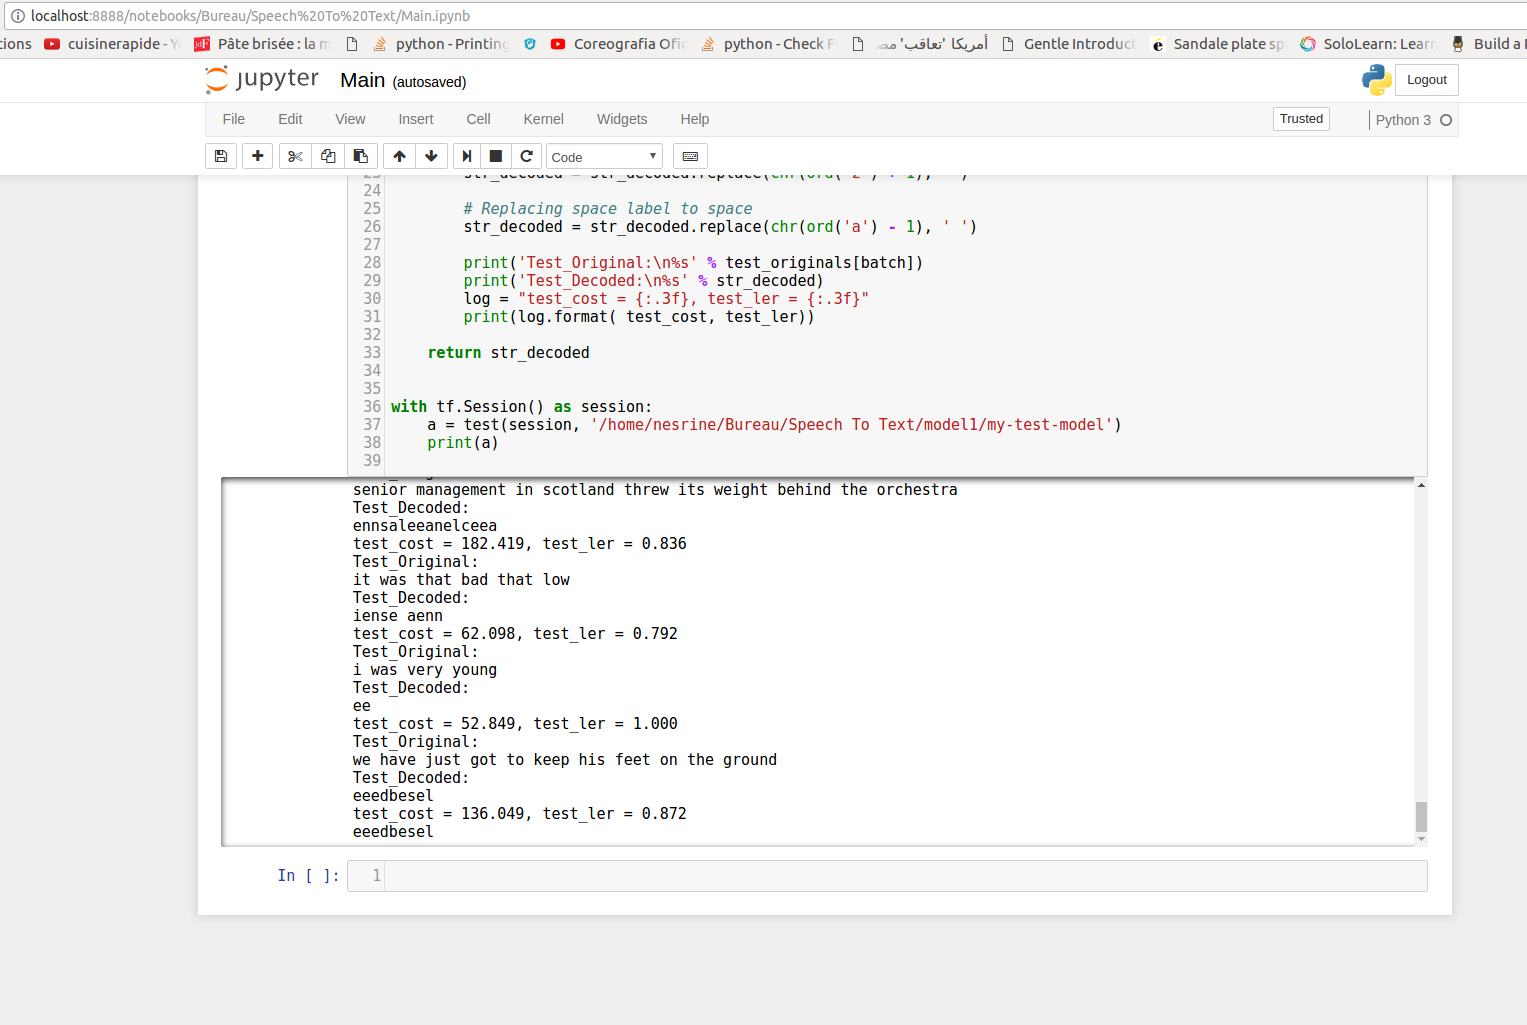 localhost:8888/notebooks/Bureau/Speech%20To%20Text/Main.ipynb
tions cuisinerapide - Y Pâte brisée : la m python - Printing Coreografia Ofic python - Check F أمريكا 'تعاقب' مص Gentle Introduct é Sandale plate sp SoloLearn: Learn Build a
jupyter Main (autosaved) Logout
File Edit View Insert Cell Kernel Widgets Help Trusted Python 3
Code
23 str_decoded = str_decoded.replace(chr(ord('z') + 1), '')
24
25 # Replacing space label to space
26 str_decoded = str_decoded.replace(chr(ord('a') - 1), ' ')
27
28 print('Test_Original:\n%s' % test_originals[batch])
29 print('Test_Decoded:\n%s' % str_decoded)
30 log = "test_cost = {:.3f}, test_ler = {:.3f}"
31 print(log.format( test_cost, test_ler))
32
33 return str_decoded
34
35
36 with tf.Session() as session:
37 a = test(session, '/home/nesrine/Bureau/Speech To Text/model1/my-test-model')
38 print(a)
39
senior management in scotland threw its weight behind the orchestra
Test_Decoded:
ennsaleeanelceea
test_cost = 182.419, test_ler = 0.836
Test_Original:
it was that bad that low
Test_Decoded:
iense aenn
test_cost = 62.098, test_ler = 0.792
Test_Original:
i was very young
Test_Decoded:
ee
test_cost = 52.849, test_ler = 1.000
Test_Original:
we have just got to keep his feet on the ground
Test_Decoded:
eeedbesel
test_cost = 136.049, test_ler = 0.872
eeedbesel
In [ ]: 1